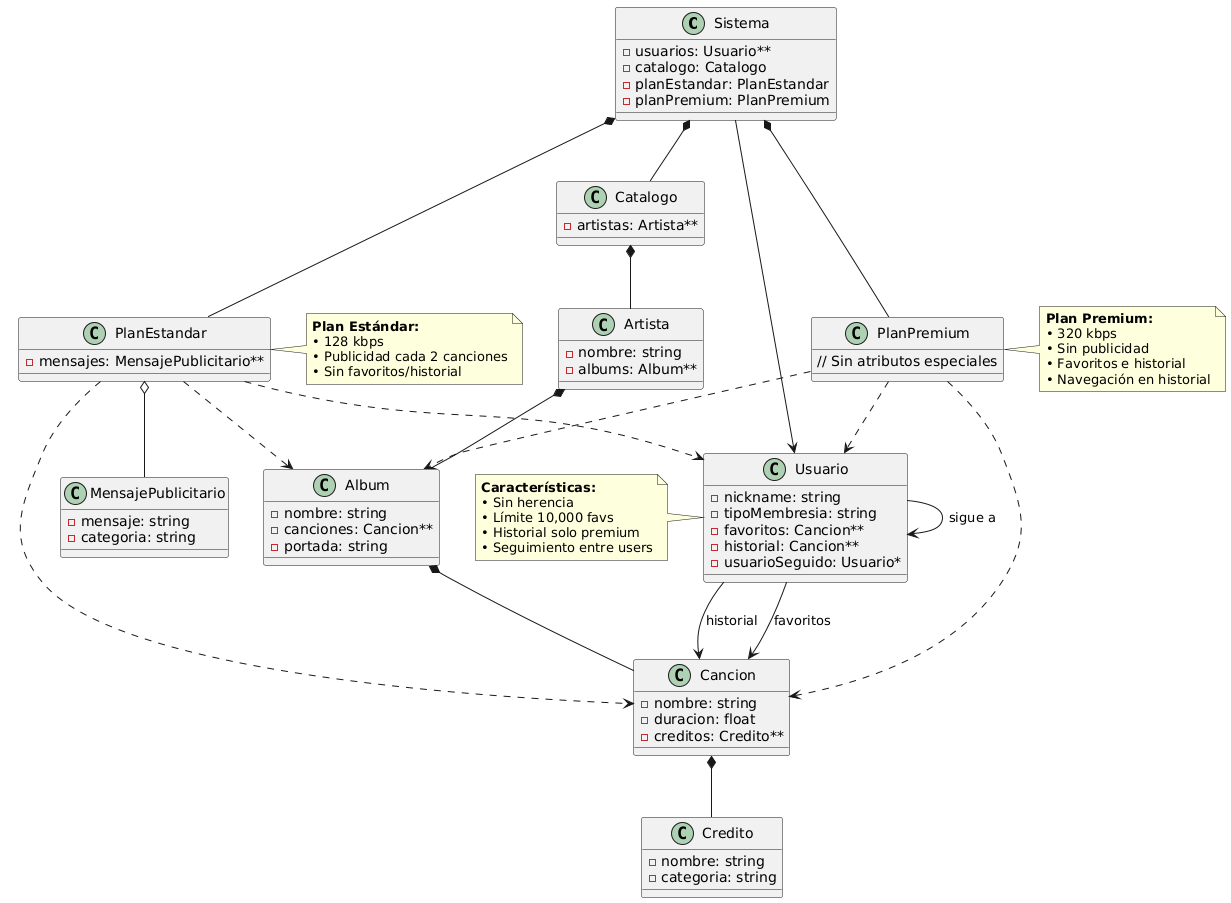 C Sistema
usuarios: Usuario**
catalogo: Catalogo
planEstandar: PlanEstandar
planPremium: PlanPremium
C Catalogo
artistas: Artista**
C PlanEstandar
mensajes: MensajePublicitario**
Plan Estándar:
• 128 kbps
• Publicidad cada 2 canciones
• Sin favoritos/historial
C Artista
nombre: string
albums: Album**
C PlanPremium
// Sin atributos especiales
Plan Premium:
• 320 kbps
• Sin publicidad
• Favoritos e historial
• Navegación en historial
C MensajePublicitario
mensaje: string
categoria: string
C Album
nombre: string
canciones: Cancion**
portada: string
Características:
• Sin herencia
• Límite 10,000 favs
• Historial solo premium
• Seguimiento entre users
C Usuario
nickname: string
tipoMembresia: string
favoritos: Cancion**
historial: Cancion**
usuarioSeguido: Usuario*
sigue a
historial
favoritos
C Cancion
nombre: string
duracion: float
creditos: Credito**
C Credito
nombre: string
categoria: string